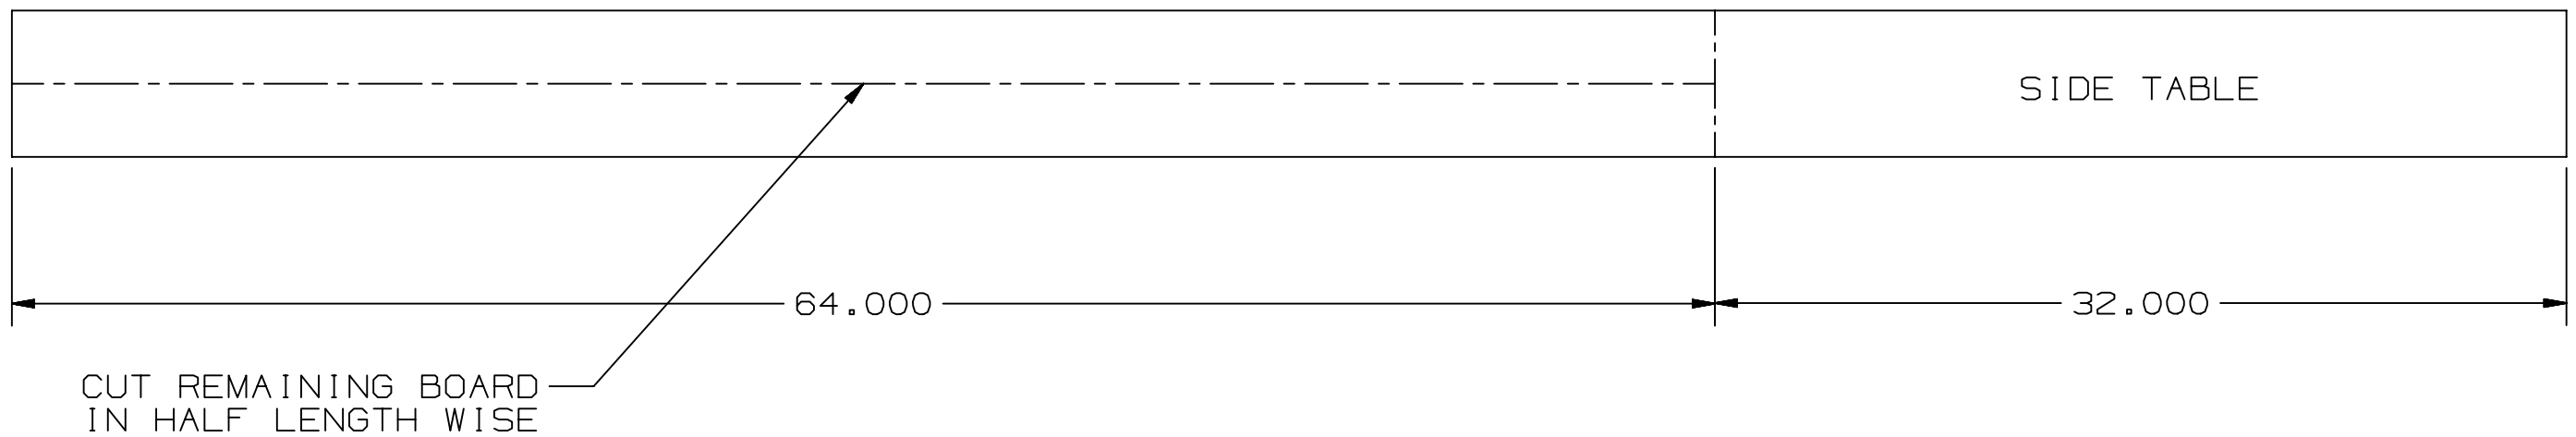 SIDE TABLE
64.000
32.000
CUT REMAINING BOARD
IN HALF LENGTH WISE